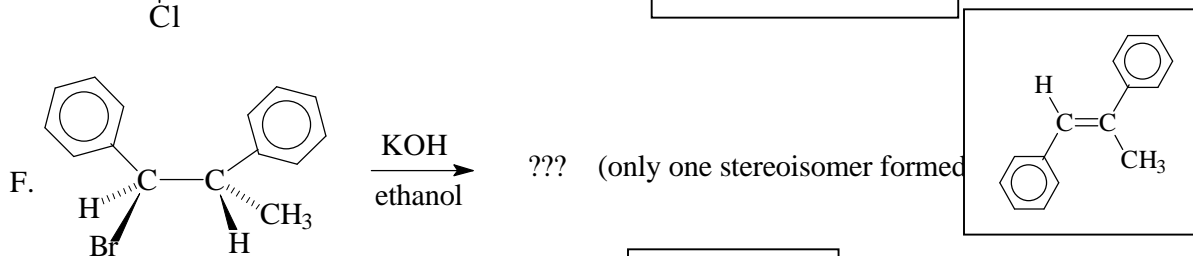 Cl
H
C=C
CH3
KOH
F.
C
C
??? (only one stereoisomer formed
ethanol
H
CH3
Br
H